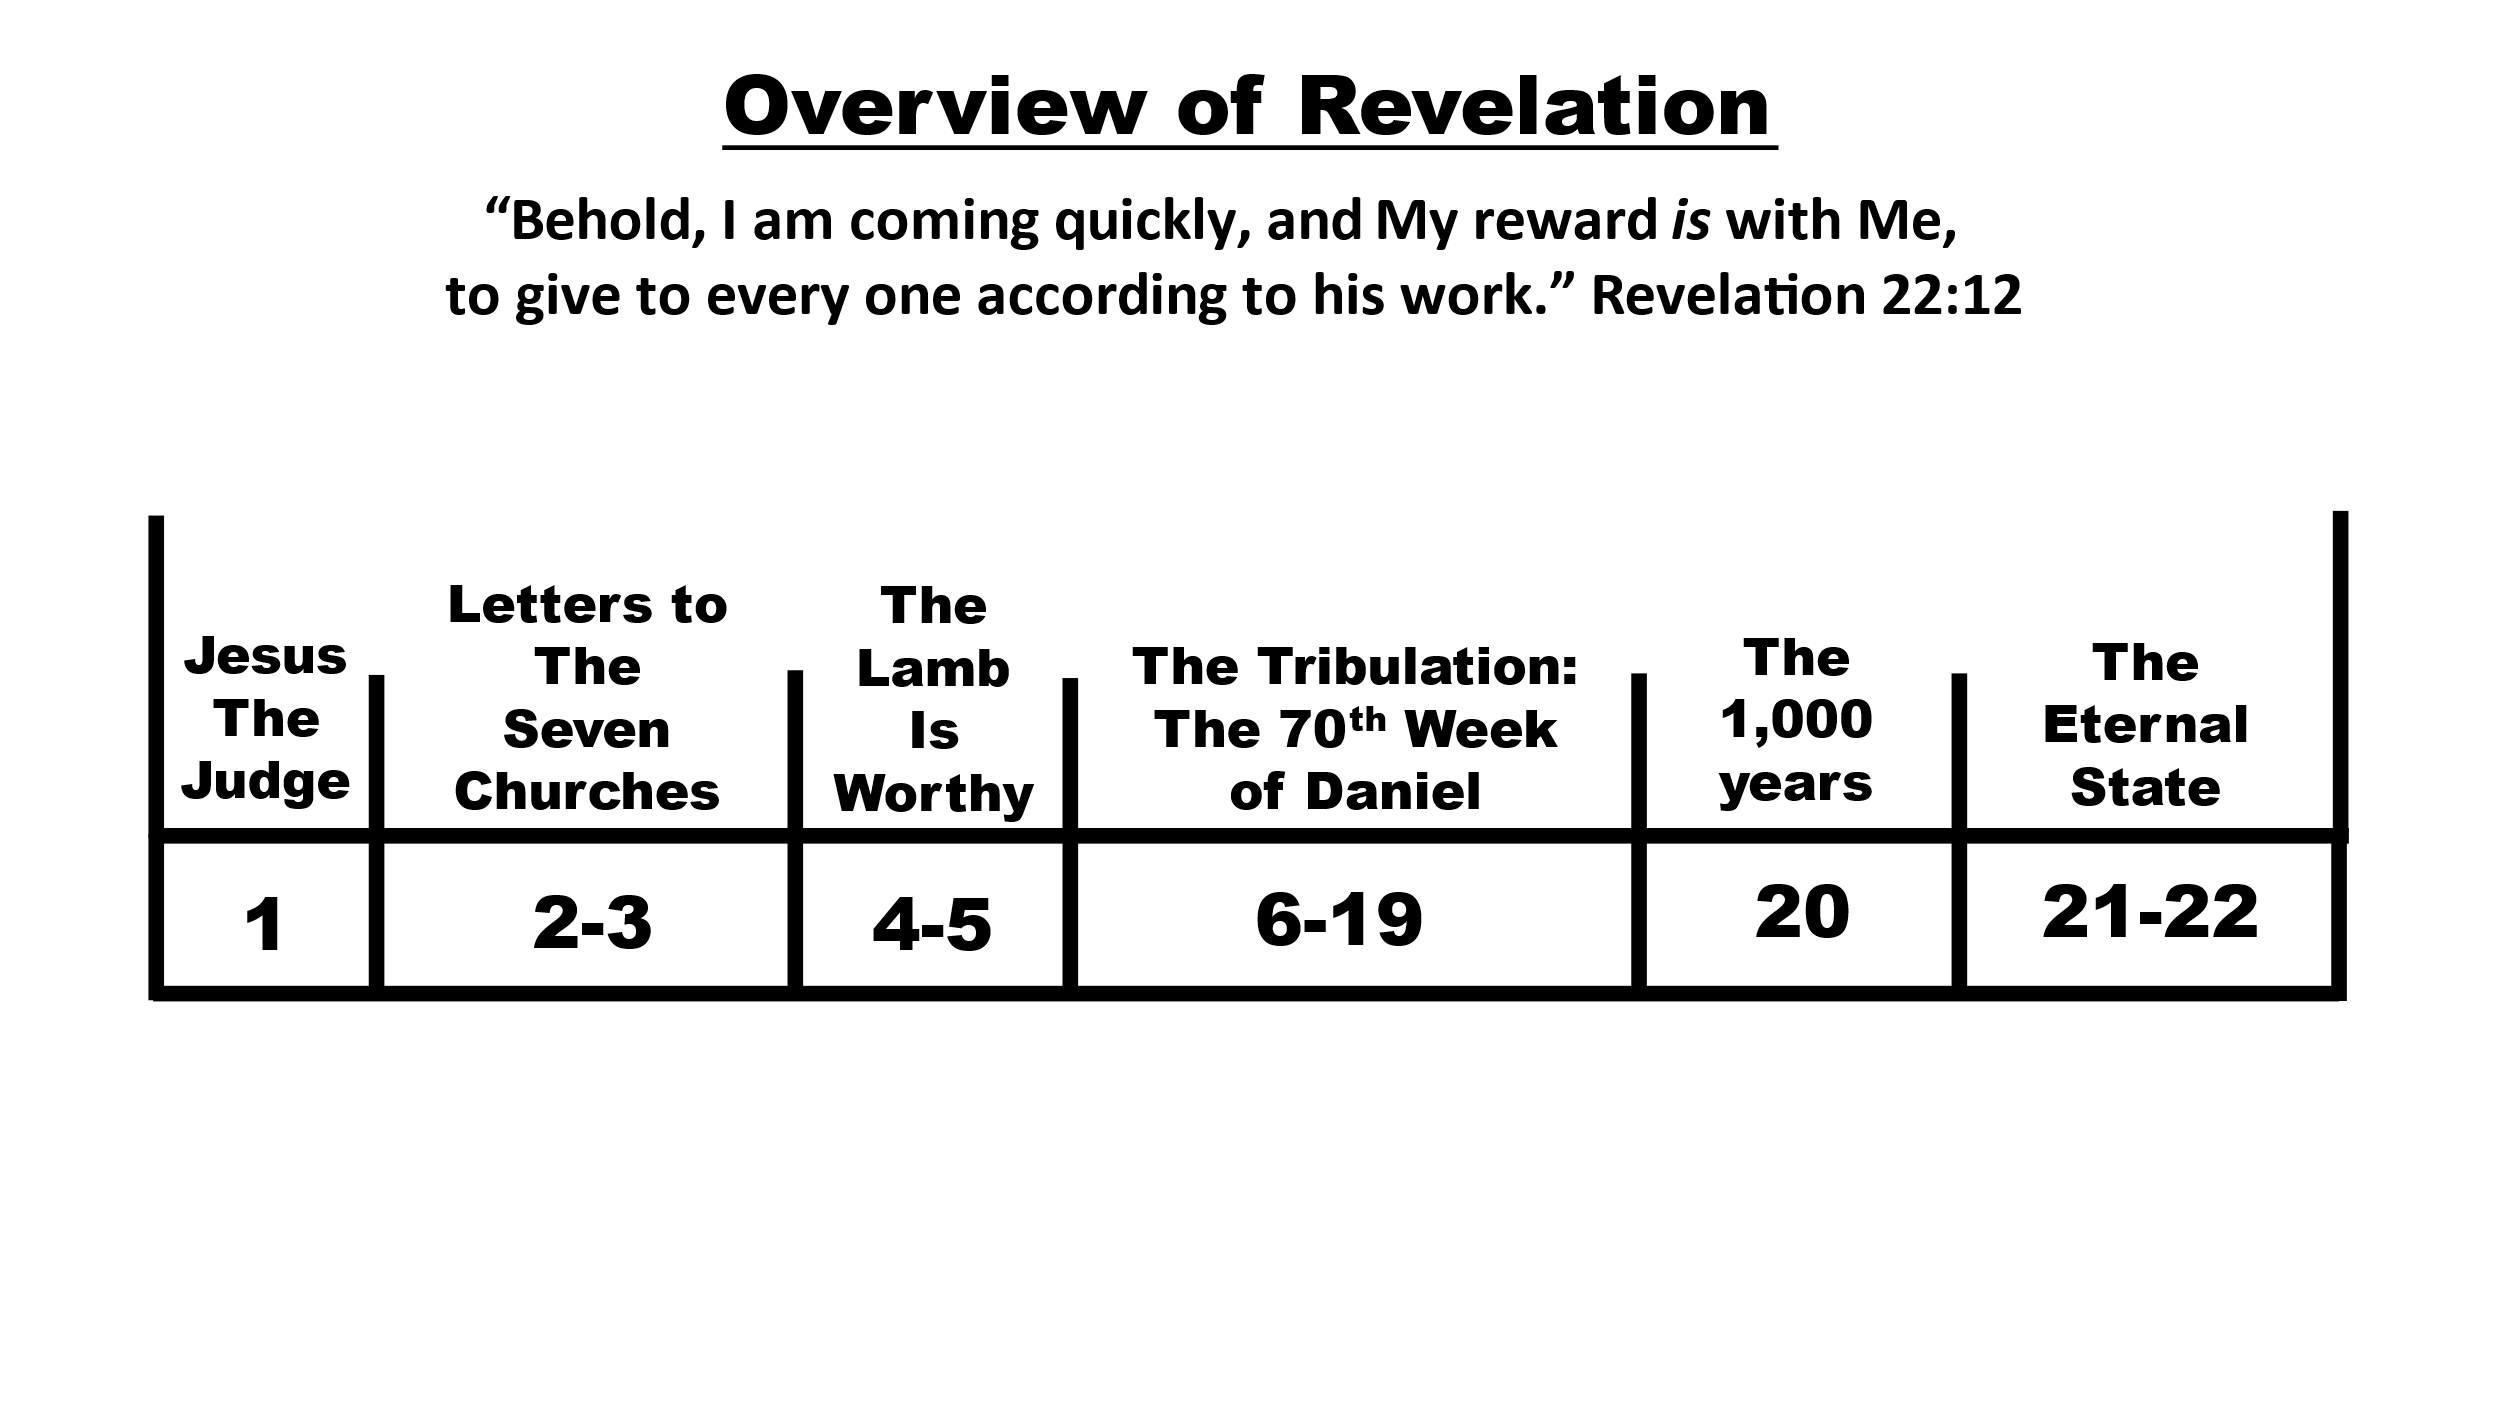 Overview of Revelation
“Behold, I am coming quickly, and My reward is with Me,
to give to every one according to his work.” Revelation 22:12
Jesus
The
Judge
Letters to
The
Seven
Churches
The
Lamb
Is
Worthy
The Tribulation:
The 70th Week
of Daniel
The
1,000
years
The
Eternal
State
1
2-3
4-5
6-19
20
21-22